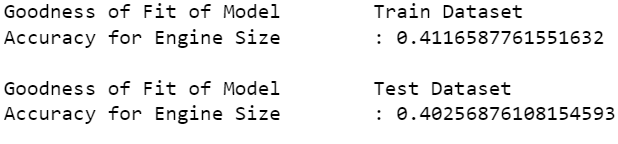 Goodness of Fit of Model        Train Dataset
Accuracy for Engine Size        : 0.4116587761551632

Goodness of Fit of Model        Test Dataset
Accuracy for Engine Size        : 0.40256876108154593